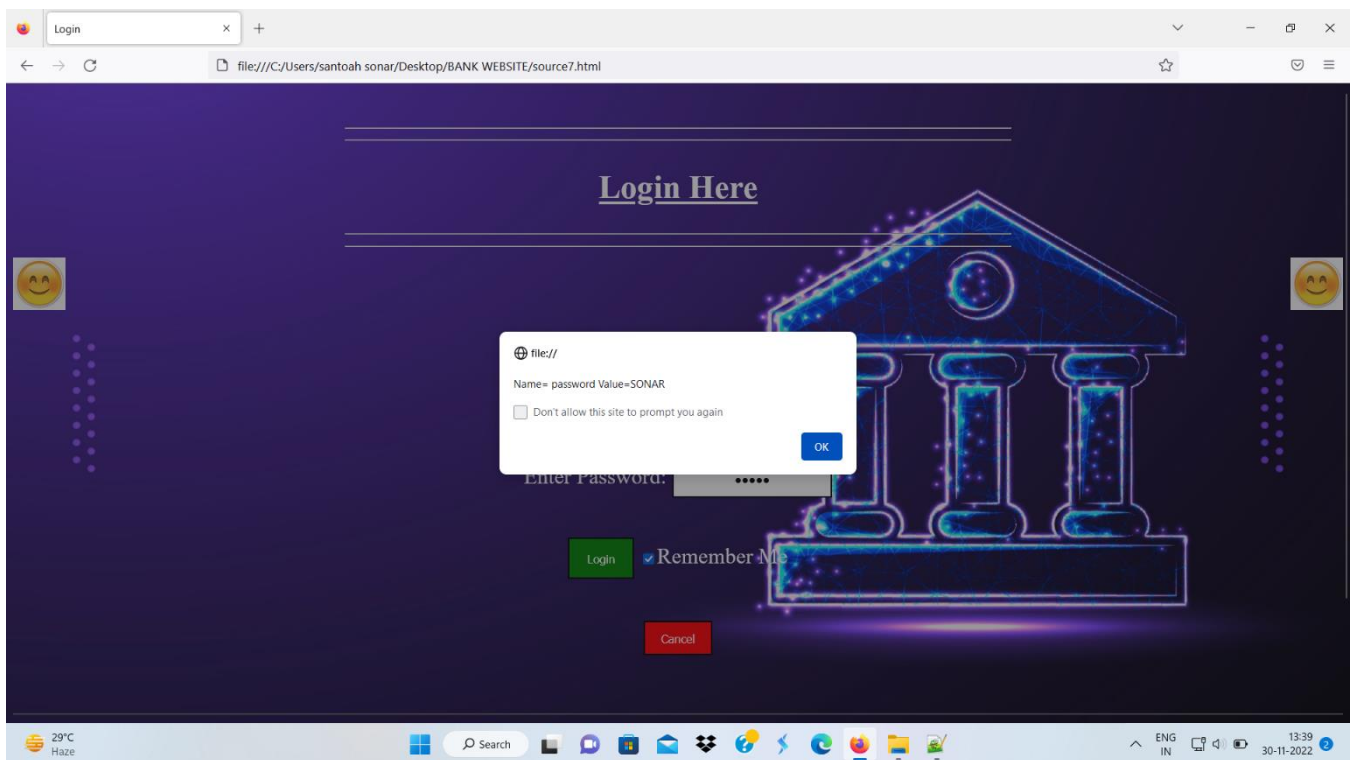 Login
file:///C:/Users/santoah sonar/Desktop/BANK WEBSITE/source7.html
Login Here
file://
Name= password Value=SONAR
Don't allow this site to prompt you again
OK
Enter Password: •••••
Login Remember Me
Cancel
29°C
Haze
Search
ENG
IN
13:39
30-11-2022
2